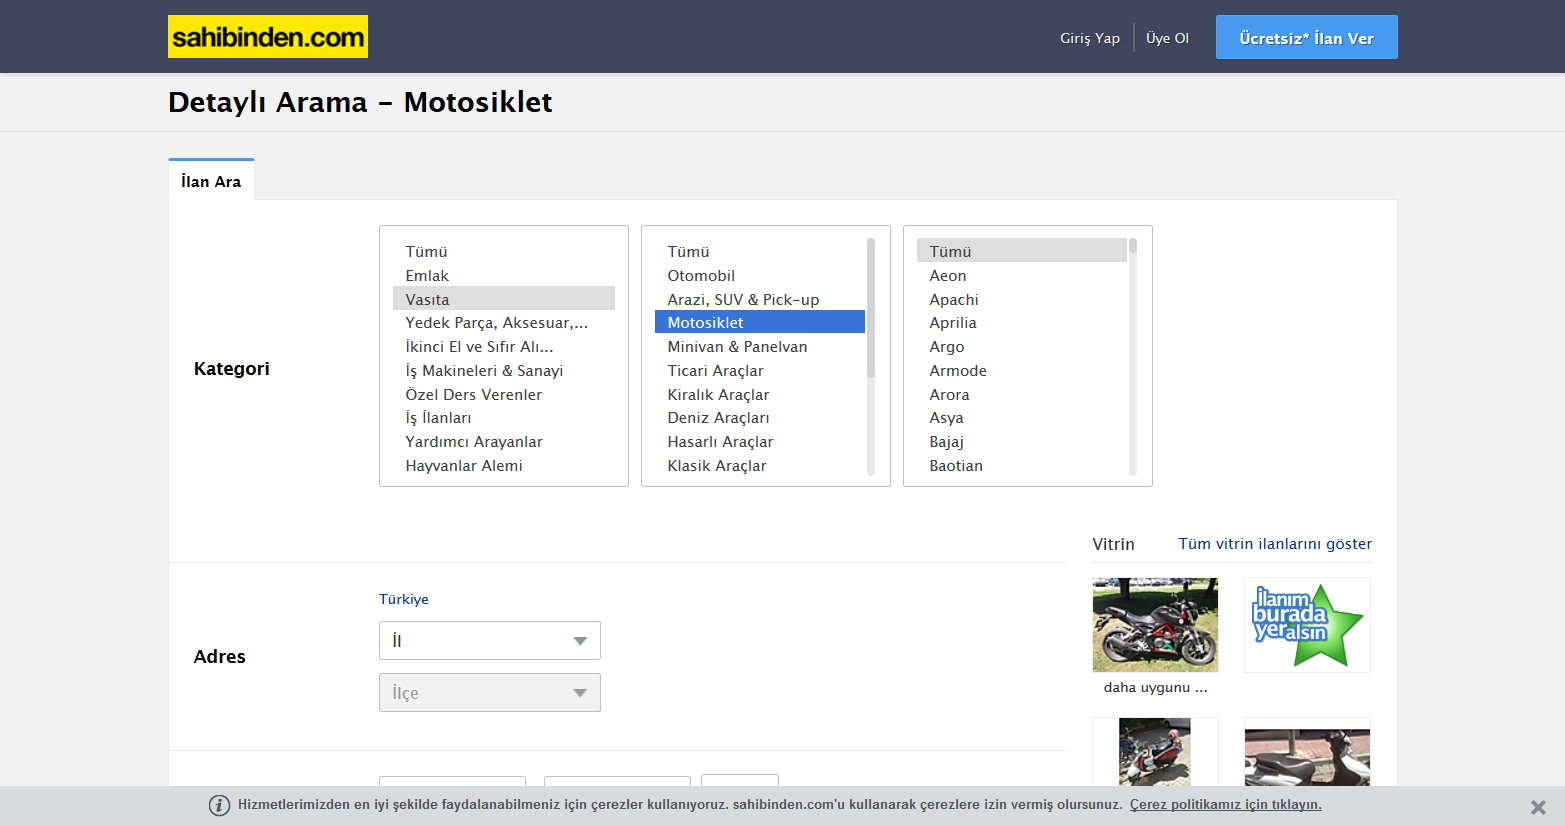 sahibinden.com
Giriş Yap
Üye Ol
Ücretsiz* İlan Ver
Detaylı Arama – Motosiklet
İlan Ara
Kategori
Tümü
Emlak
Vasıta
Yedek Parça, Aksesuar,...
İkinci El ve Sıfır Alı...
İş Makineleri & Sanayi
Özel Ders Verenler
İş İlanları
Yardımcı Arayanlar
Hayvanlar Alemi
Tümü
Otomobil
Arazi, SUV & Pick-up
Motosiklet
Minivan & Panelvan
Ticari Araçlar
Kiralık Araçlar
Deniz Araçları
Hasarlı Araçlar
Klasik Araçlar
Tümü
Aeon
Apachi
Aprilia
Argo
Armode
Arora
Asya
Bajaj
Baotian
Vitrin
Tüm vitrin ilanlarını göster
ilanım
burada
yeralsın
daha uygunu ...
Adres
Türkiye
İl
İlçe
Hizmetlerimizden en iyi şekilde faydalanabilmeniz için çerezler kullanıyoruz. sahibinden.com'u kullanarak çerezlere izin vermiş olursunuz. Çerez politikamız için tıklayın.